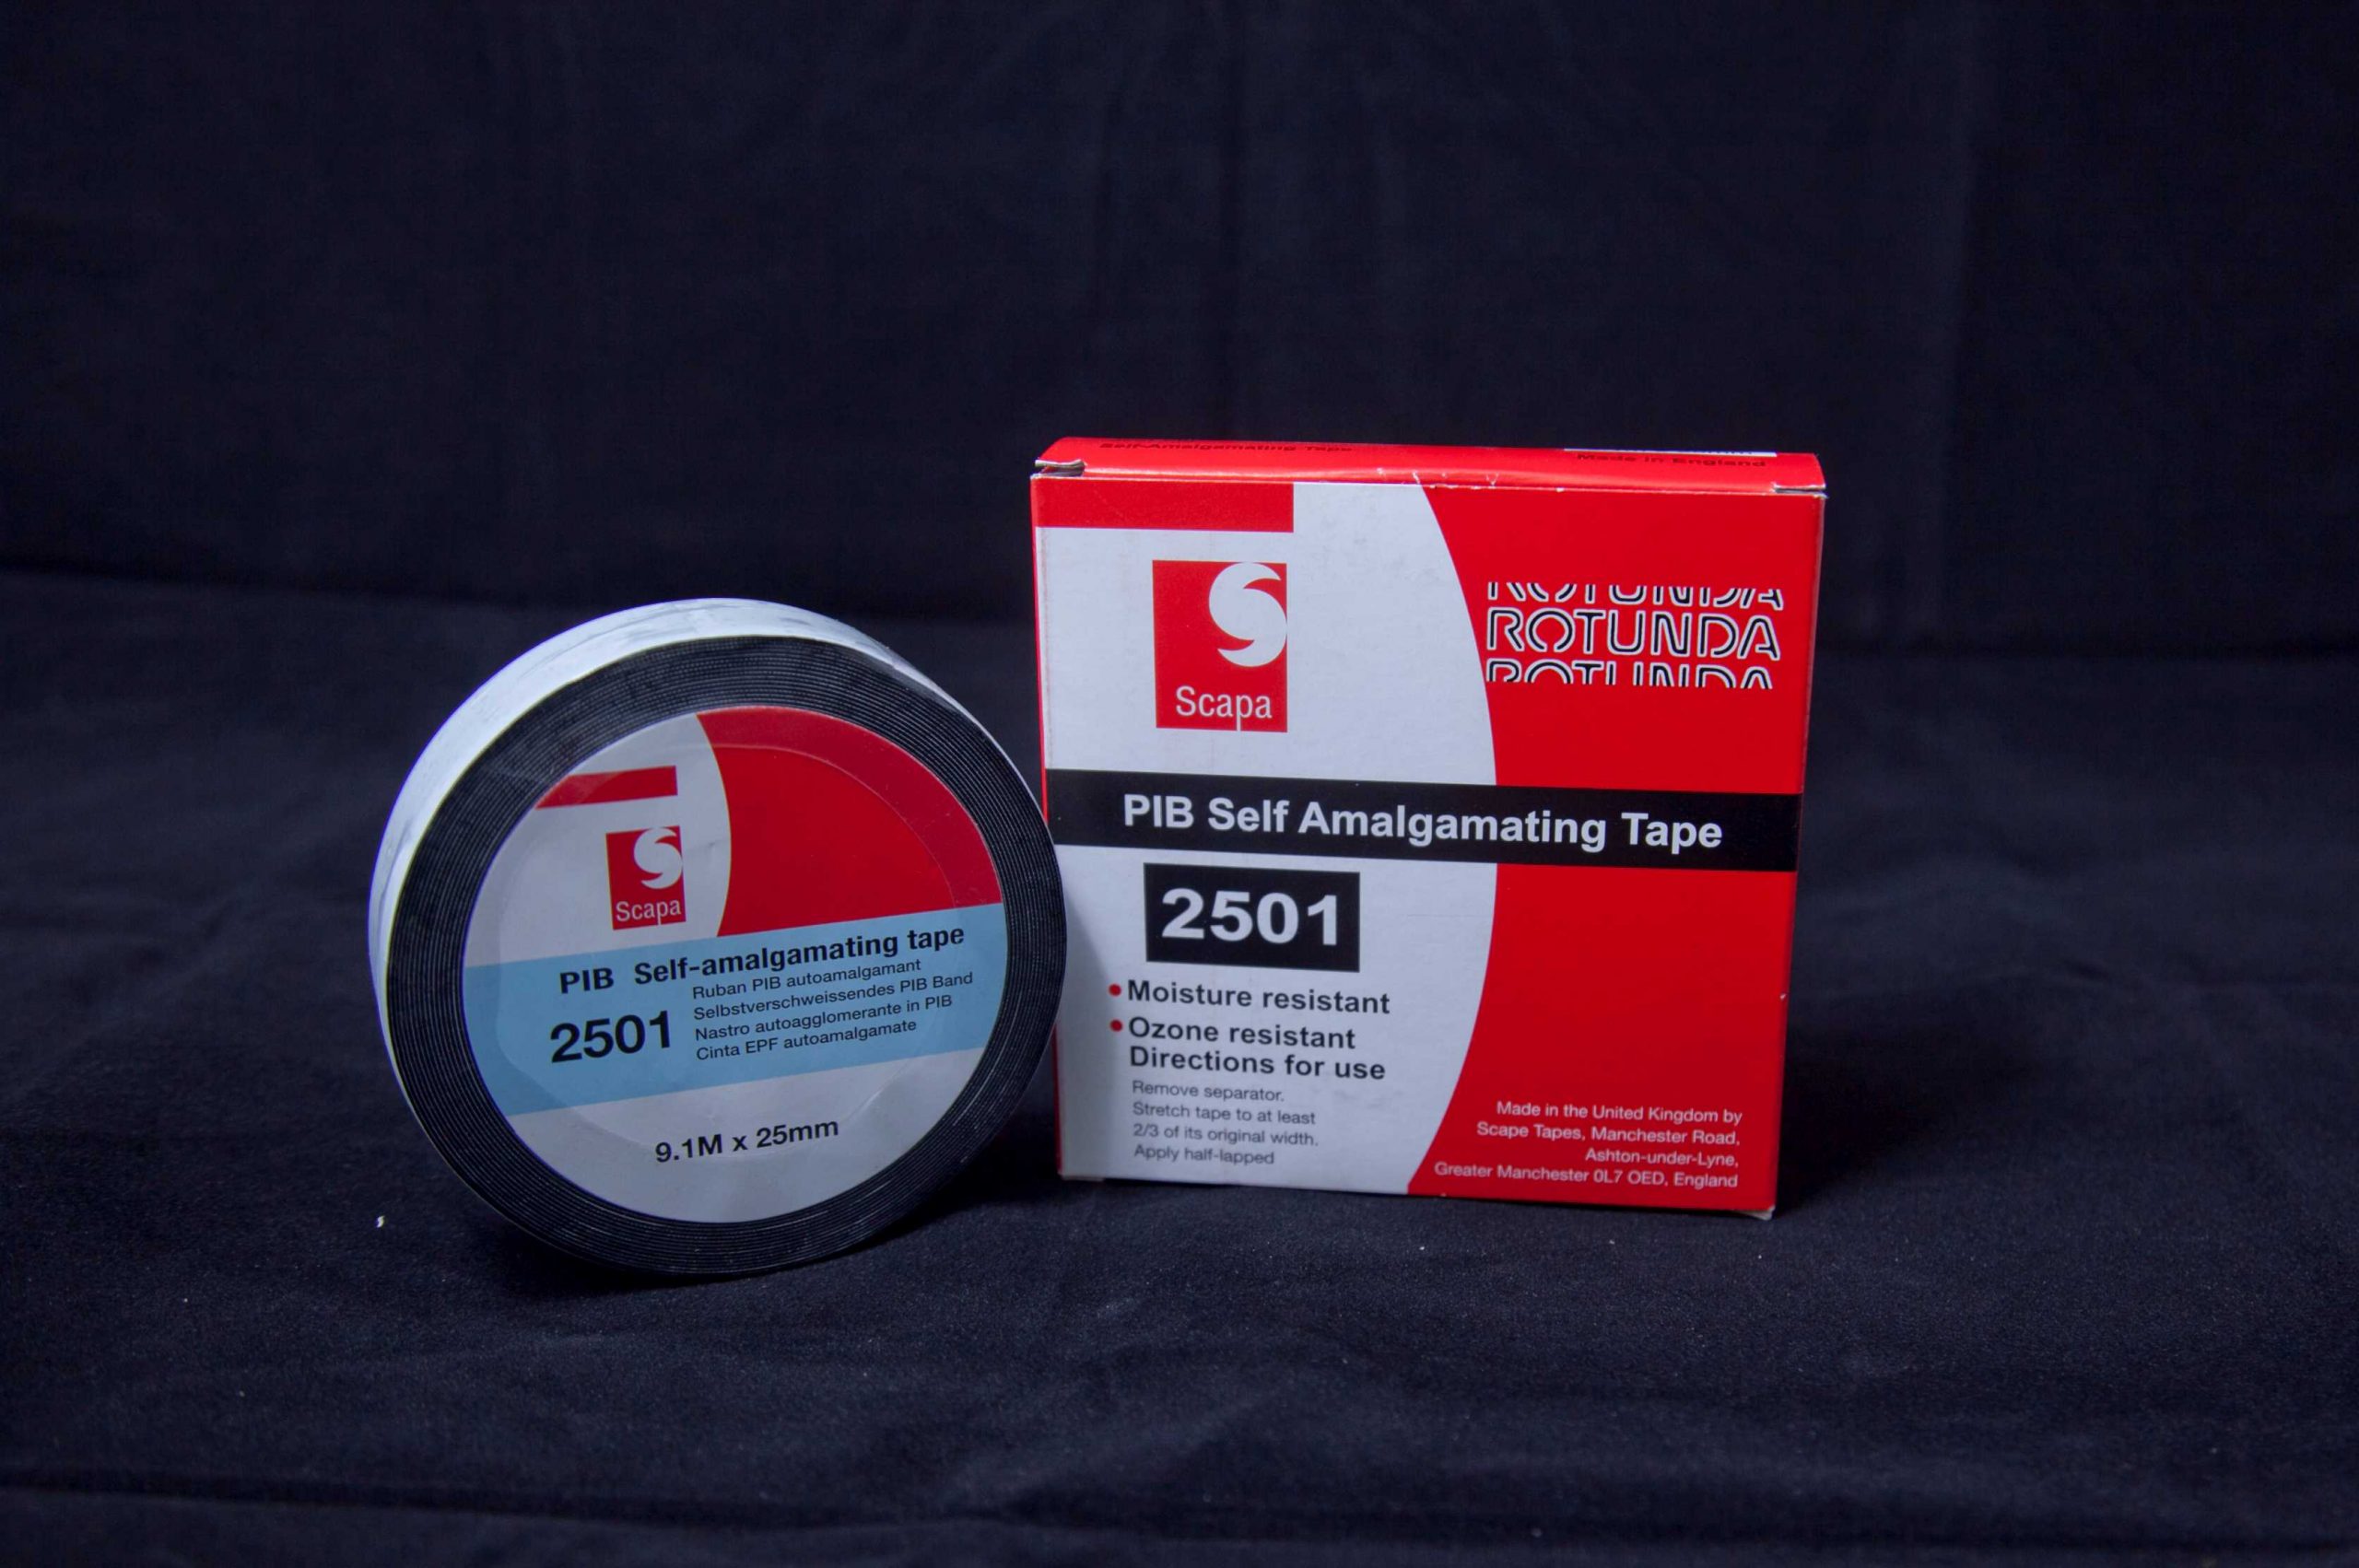 Scapa
PIB Self-amalgamating tape
2501
Ruban PIB autoamalgamant
Selbstverschweissendes PIB Band
Nastro autoagglomerante in PIB
Cinta EPF autoamalgamate
9.1M x 25mm
Self-Amalgamating Tape
Made in England
Scapa
ROTUNDA
ROTUNDA
ROTUNDA
PIB Self Amalgamating Tape
2501
• Moisture resistant
• Ozone resistant
Directions for use
Remove separator.
Stretch tape to at least
2/3 of its original width.
Apply half-lapped
Made in the United Kingdom by
Scape Tapes, Manchester Road,
Ashton-under-Lyne,
Greater Manchester 0L7 OED, England